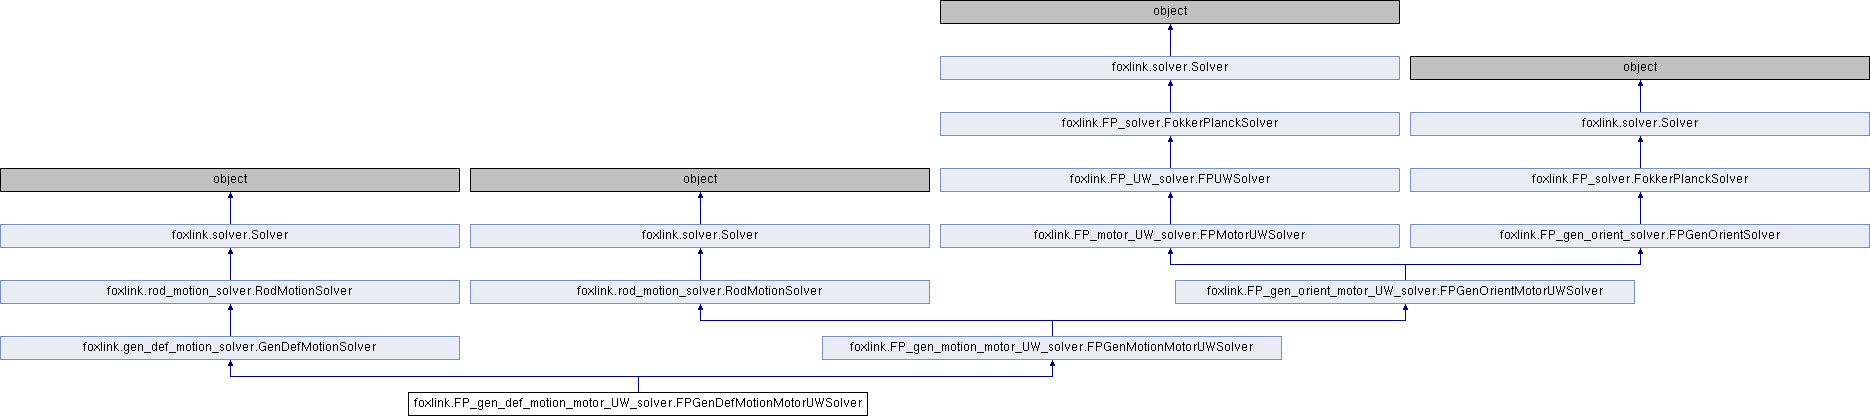 object
foxlink.solver.Solver
object
foxlink.FP_solver.FokkerPlanckSolver
foxlink.solver.Solver
object
object
foxlink.FP_UW_solver.FPUWSolver
foxlink.FP_solver.FokkerPlanckSolver
foxlink.solver.Solver
foxlink.solver.Solver
foxlink.FP_motor_UW_solver.FPMotorUWSolver
foxlink.FP_gen_orient_solver.FPGenOrientSolver
foxlink.rod_motion_solver.RodMotionSolver
foxlink.rod_motion_solver.RodMotionSolver
foxlink.FP_gen_orient_motor_UW_solver.FPGenOrientMotorUWSolver
foxlink.gen_def_motion_solver.GenDefMotionSolver
foxlink.FP_gen_motion_motor_UW_solver.FPGenMotionMotorUWSolver
foxlink.FP_gen_def_motion_motor_UW_solver.FPGenDefMotionMotorUWSolver